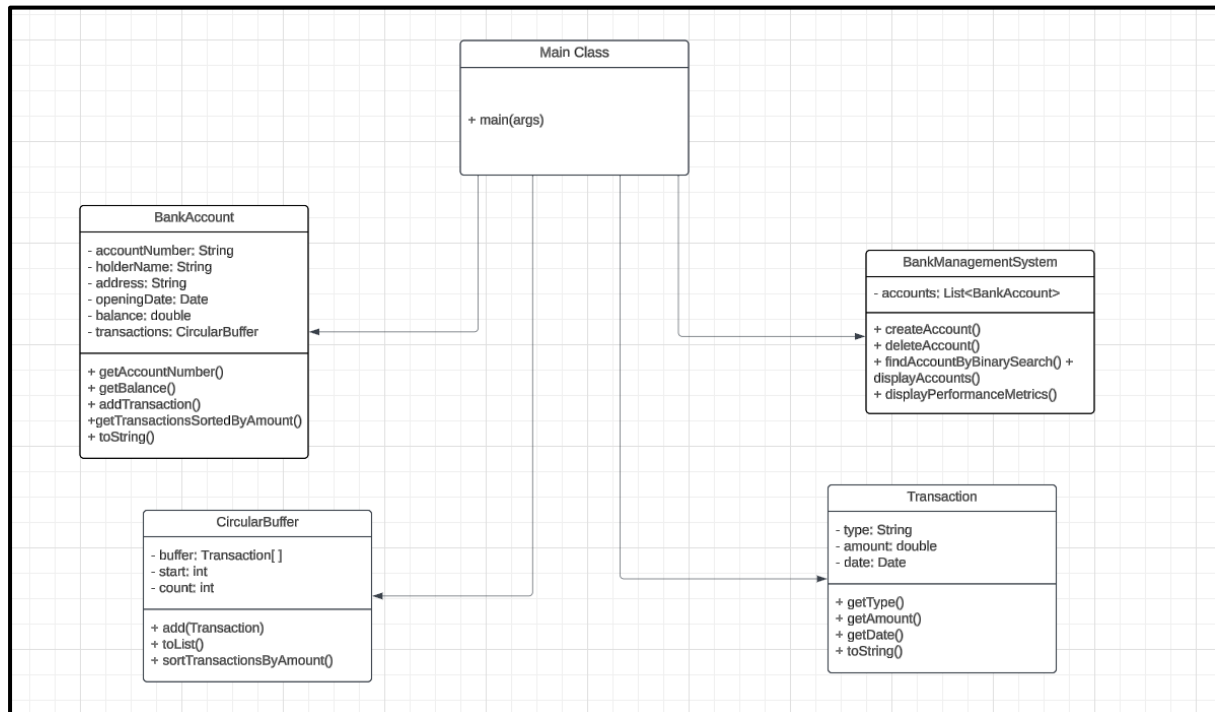 Main Class
+ main(args)
BankAccount
- accountNumber: String
- holderName: String
- address: String
- openingDate: Date
- balance: double
- transactions: CircularBuffer
+ getAccountNumber()
+ getBalance()
+ addTransaction()
+getTransactionsSortedByAmount()
+ toString()
BankManagementSystem
- accounts: List<BankAccount>
+ createAccount()
+ deleteAccount()
+ findAccountByBinarySearch() +
displayAccounts()
+ displayPerformanceMetrics()
CircularBuffer
- buffer: Transaction[ ]
- start: int
- count: int
+ add(Transaction)
+ toList()
+ sortTransactionsByAmount()
Transaction
- type: String
- amount: double
- date: Date
+ getType()
+ getAmount()
+ getDate()
+ toString()